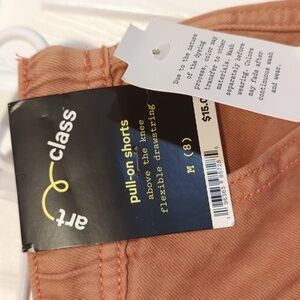 art class
pull-on shorts
above the knee
flexible drawstring
M (8)
$15.0
Due to the nature
of the dyeing
process, color may
transfer to other
materials. Wash
separately before
wearing. Colors
may fade after
continuous wash
and wear.